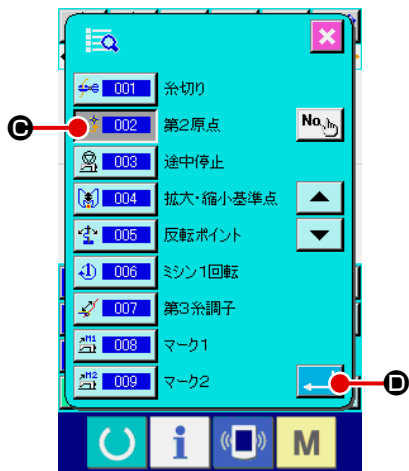 001 糸切り
C 002 第2原点 No.
003 途中停止
004 拡大・縮小基準点
005 反転ポイント
006 ミシン1回転
007 第3糸調子
M1 008 マーク1
M2 009 マーク2 D
i M